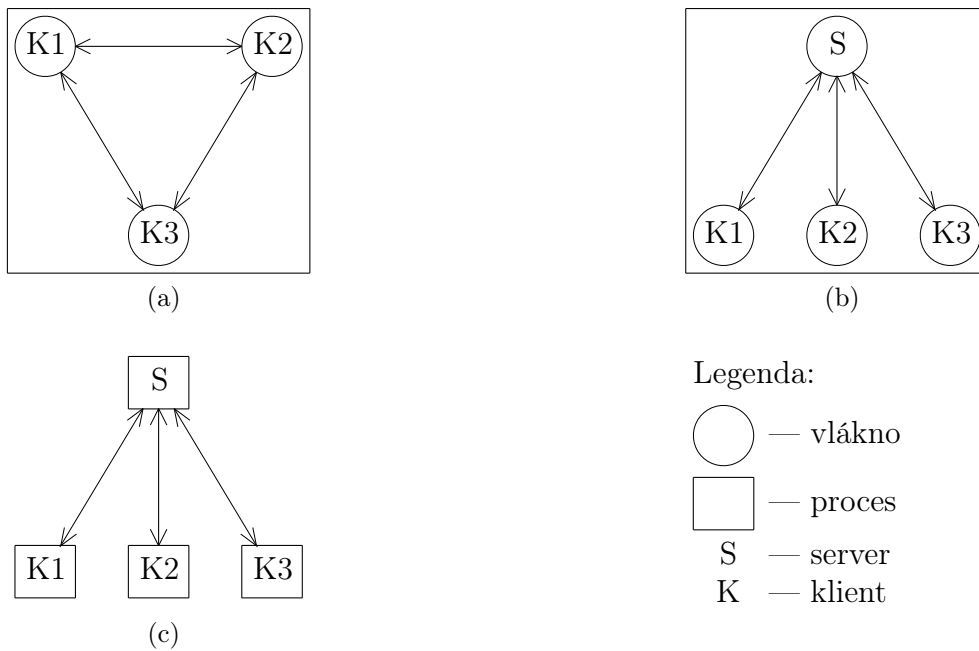 K1 K2
K3
(a)
S
K1 K2 K3
(b)
S
K1 K2 K3
(c)
Legenda:
— vlákno
— proces
S — server
K — klient